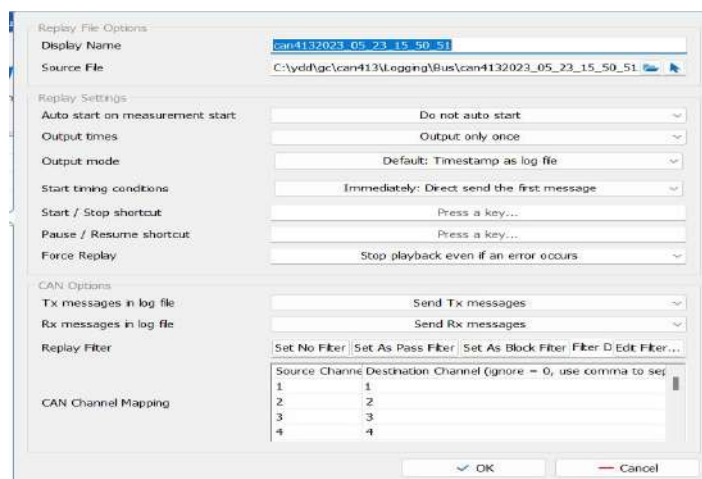 Replay File Options
Display Name can4132023_05_23_15_50_51
Source File C:\ydd\gc\can413\Logging\Bus\can4132023_05_23_15_50_51
Replay Settings
Auto start on measurement start Do not auto start
Output times Output only once
Output mode Default: Timestamp as log file
Start timing conditions Immediately: Direct send the first message
Start / Stop shortcut Press a key...
Pause / Resume shortcut Press a key...
Force Replay Stop playback even if an error occurs
CAN Options
Tx messages in log file Send Tx messages
Rx messages in log file Send Rx messages
Replay Filter Set No Filter Set As Pass Filter Set As Block Filter Filter D Edit Filter...
Source Channe Destination Channel (ignore = 0, use comma to sep
1 1
2 2
CAN Channel Mapping
3 3
4 4
OK Cancel